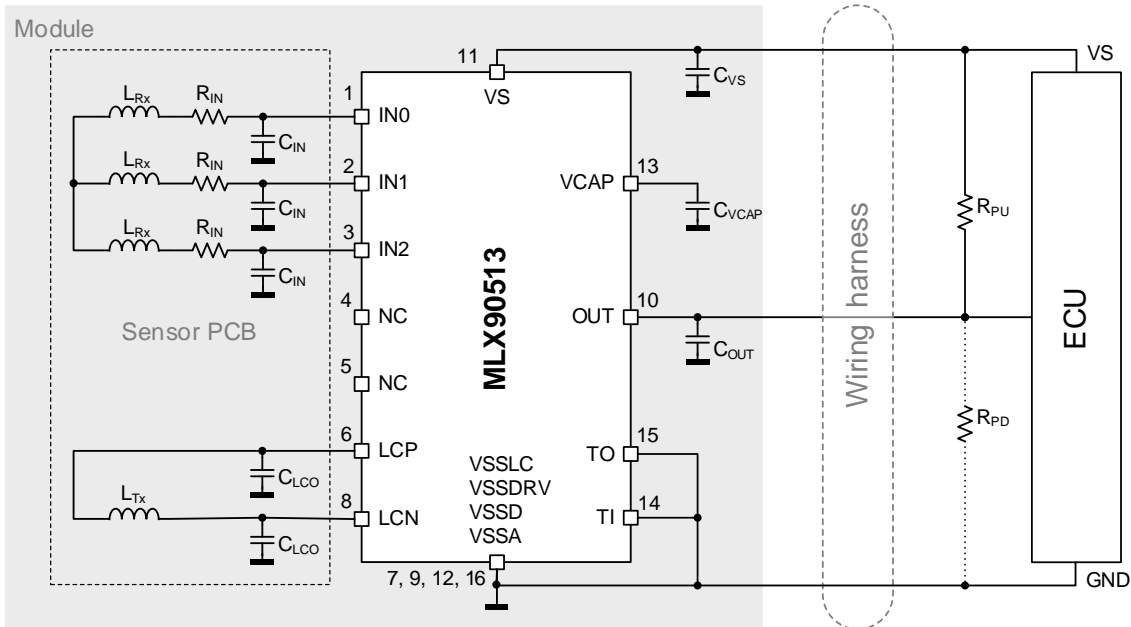 Module
11
VS
VS
C_VS
L_Rx
R_IN
1
IN0
C_IN
L_Rx
R_IN
2
IN1
C_IN
13
VCAP
C_VCAP
L_Rx
R_IN
3
IN2
C_IN
R_PU
4
NC
10
OUT
C_OUT
Sensor PCB
MLX90513
Wiring harness
ECU
5
NC
R_PD
6
LCP
C_LCO
15
TO
VSSLC
VSSDRV
VSSD
VSSA
L_Tx
8
LCN
C_LCO
14
TI
7, 9, 12, 16
GND